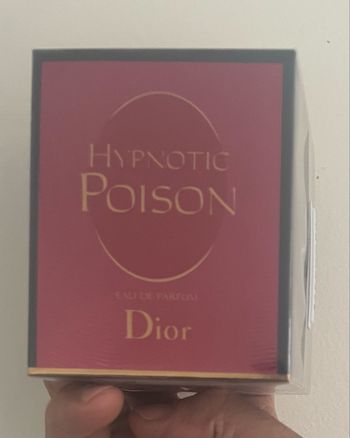 HYPNOTIC
POISON
EAU DE PARFUM
Dior